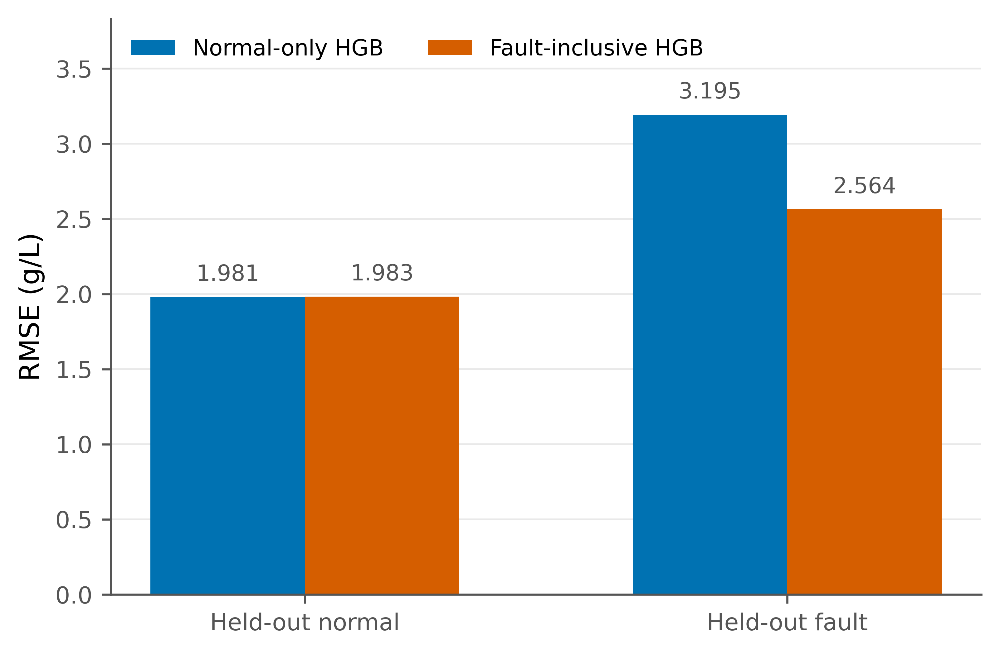 Normal-only HGB
Fault-inclusive HGB
RMSE (g/L)
3.5
3.0
2.5
2.0
1.5
1.0
0.5
0.0
1.981
1.983
3.195
2.564
Held-out normal
Held-out fault